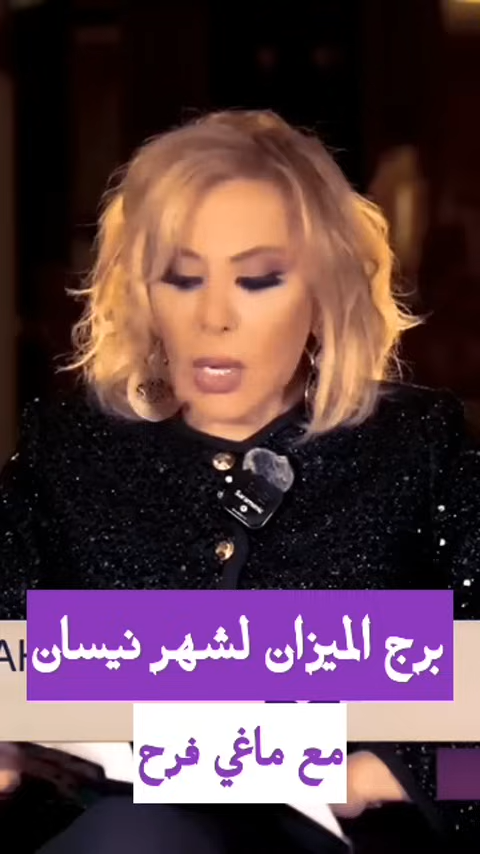 برج الميزان لشهر نيسان
مع ماغي فرح